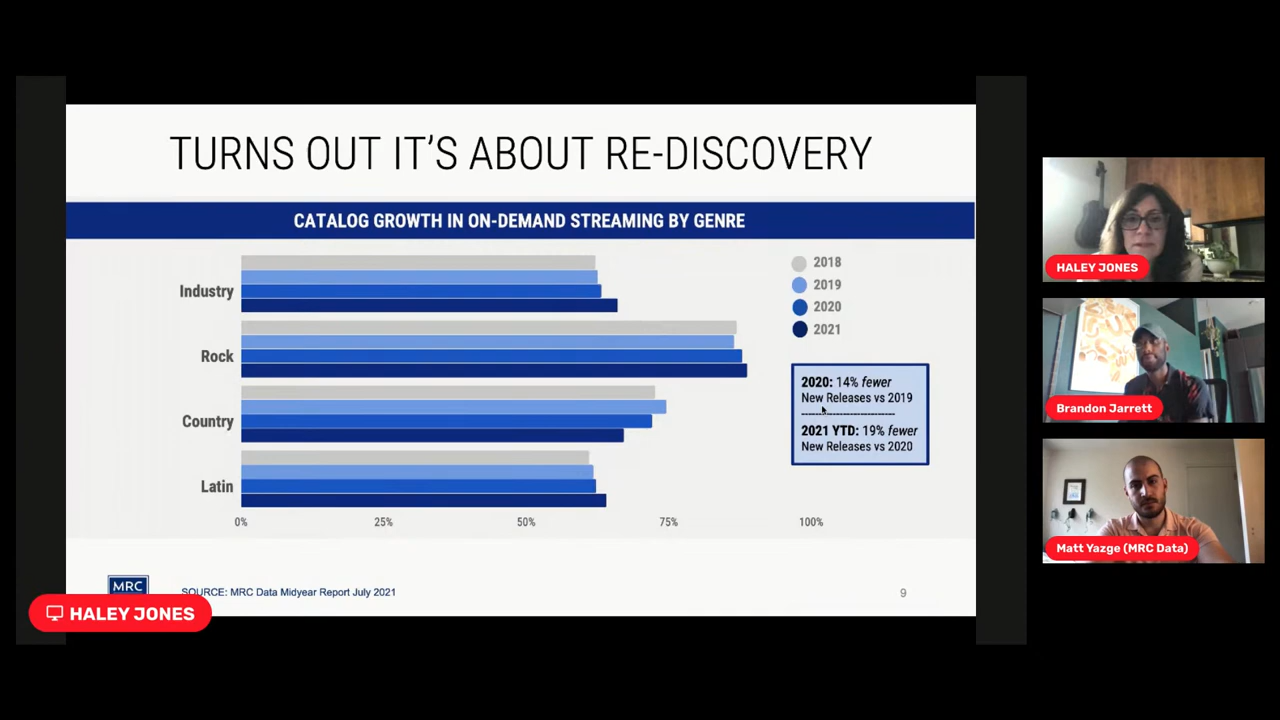 TURNS OUT IT'S ABOUT RE-DISCOVERY
CATALOG GROWTH IN ON-DEMAND STREAMING BY GENRE
Industry
Rock
Country
Latin
0%
25%
50%
75%
100%
2018
2019
2020
2021
2020: 14% fewer
New Releases vs 2019
2021 YTD: 19% fewer
New Releases vs 2020
MRC
SOURCE: MRC Data Midyear Report July 2021
9
HALEY JONES
HALEY JONES
Brandon Jarrett
Matt Yazge (MRC Data)